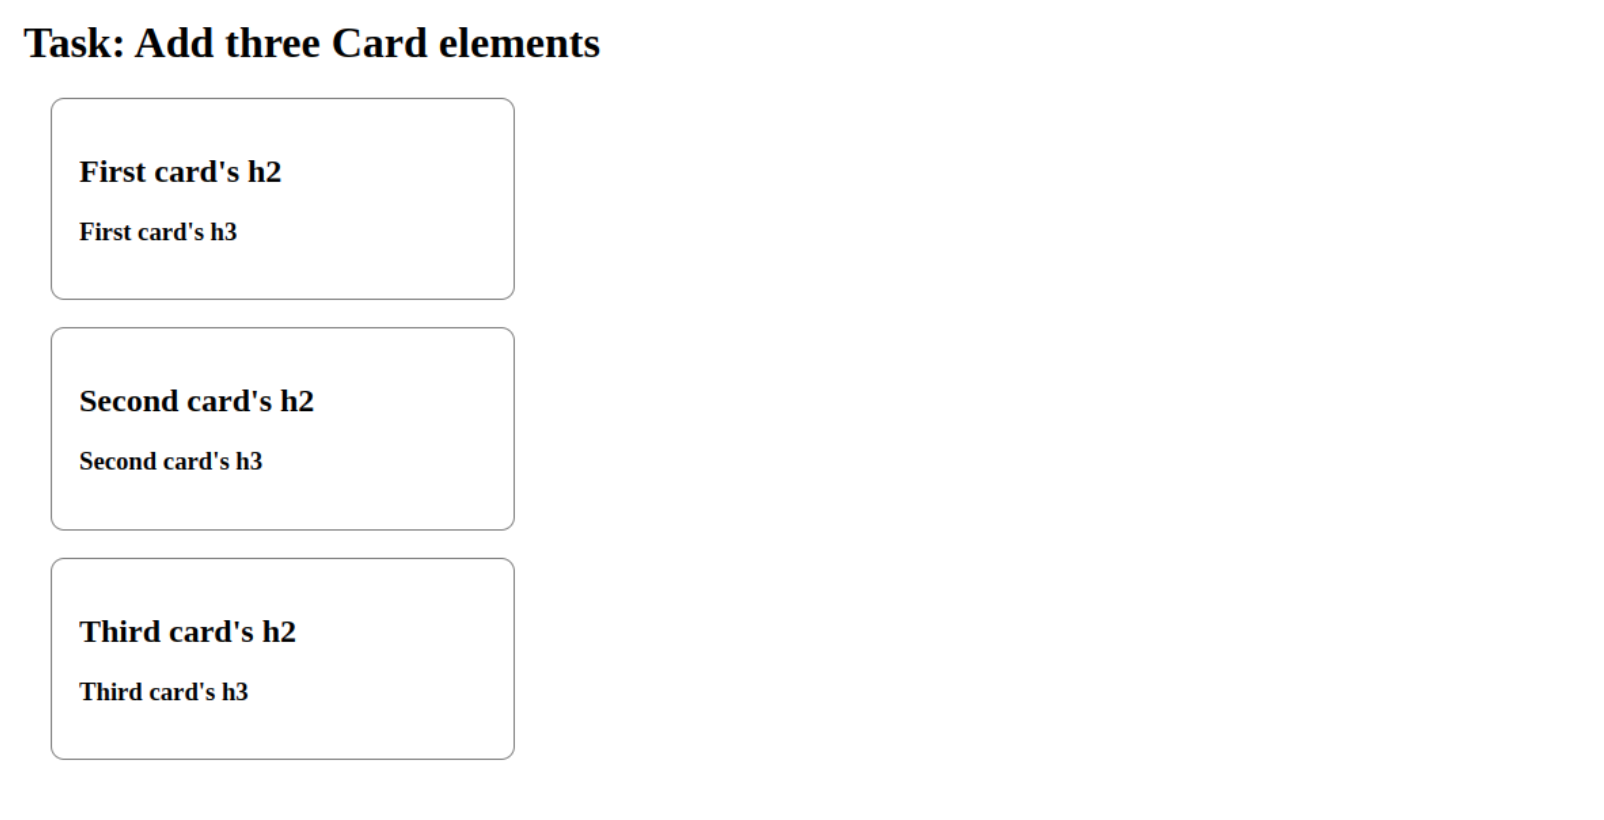 Task: Add three Card elements
First card's h2
First card's h3
Second card's h2
Second card's h3
Third card's h2
Third card's h3